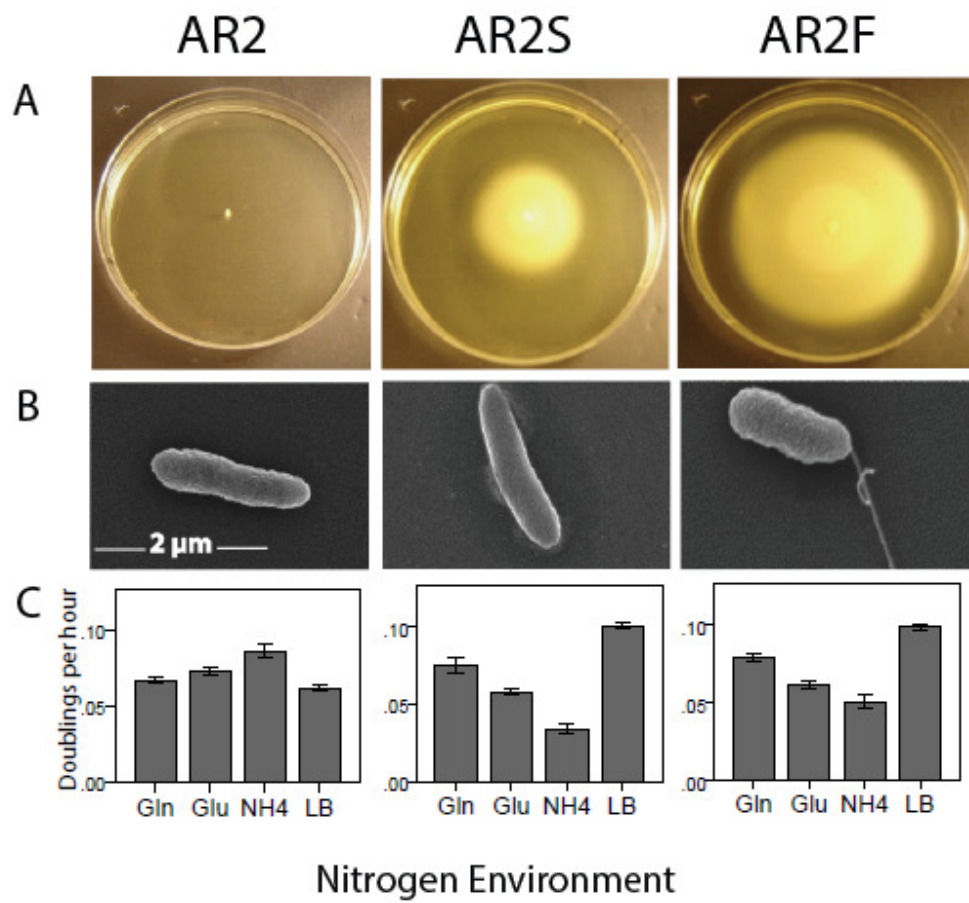 AR2 AR2S AR2F
A
B
2 µm
C
Doublings per hour
.10 .10 .10
.05 .05 .05
.00 .00 .00
Gln Glu NH4 LB Gln Glu NH4 LB Gln Glu NH4 LB
Nitrogen Environment